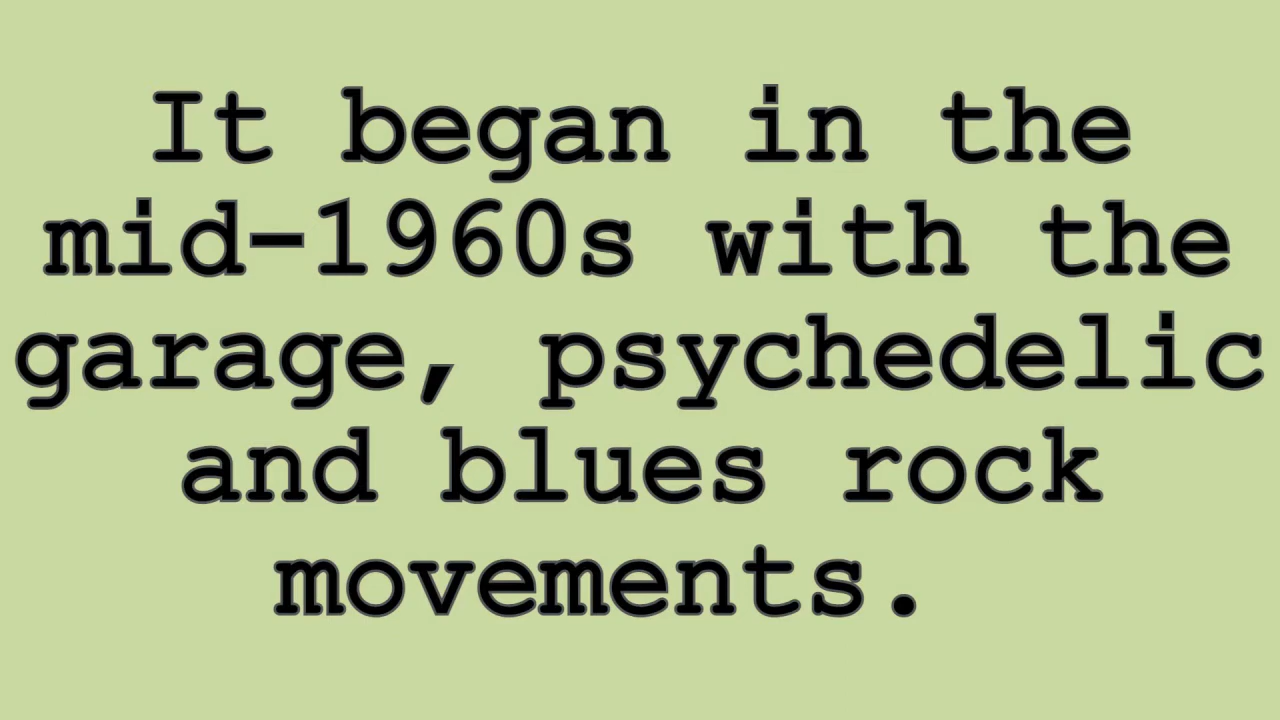 It began in the
mid-1960s with the
garage, psychedelic
and blues rock
movements.